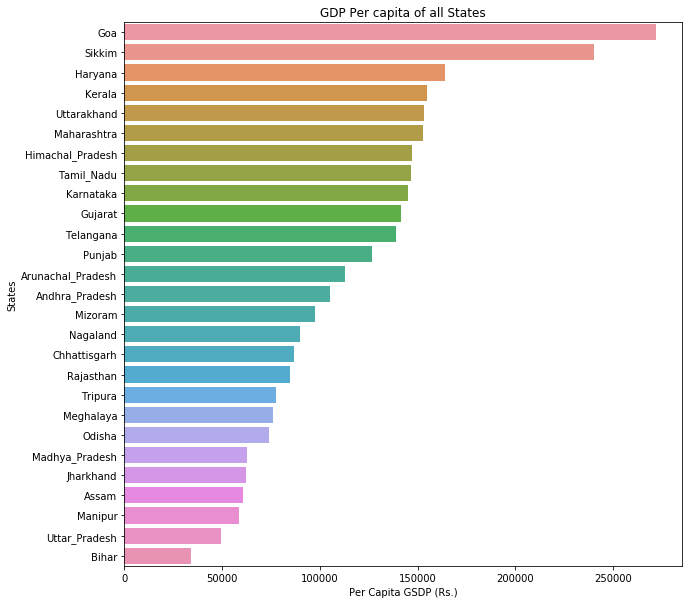 GDP Per capita of all States
States
Goa
Sikkim
Haryana
Kerala
Uttarakhand
Maharashtra
Himachal_Pradesh
Tamil_Nadu
Karnataka
Gujarat
Telangana
Punjab
Arunachal_Pradesh
Andhra_Pradesh
Mizoram
Nagaland
Chhattisgarh
Rajasthan
Tripura
Meghalaya
Odisha
Madhya_Pradesh
Jharkhand
Assam
Manipur
Uttar_Pradesh
Bihar
0 50000 100000 150000 200000 250000
Per Capita GSDP (Rs.)